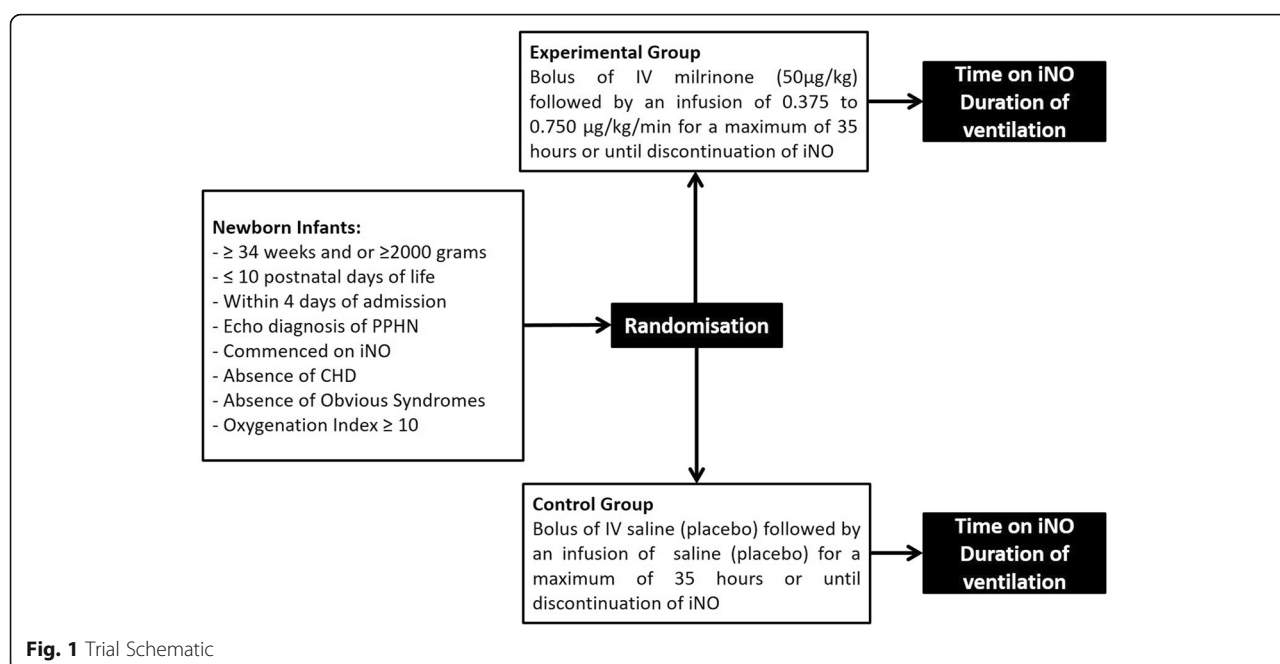 Experimental Group
Bolus of IV milrinone (50µg/kg)
followed by an infusion of 0.375 to
0.750 µg/kg/min for a maximum of 35
hours or until discontinuation of iNO
Time on iNO
Duration of
ventilation
Newborn Infants:
- ≥ 34 weeks and or ≥2000 grams
- ≤ 10 postnatal days of life
- Within 4 days of admission
- Echo diagnosis of PPHN
- Commenced on iNO
- Absence of CHD
- Absence of Obvious Syndromes
- Oxygenation Index ≥ 10
Randomisation
Control Group
Bolus of IV saline (placebo) followed by
an infusion of saline (placebo) for a
maximum of 35 hours or until
discontinuation of iNO
Time on iNO
Duration of
ventilation
Fig. 1 Trial Schematic